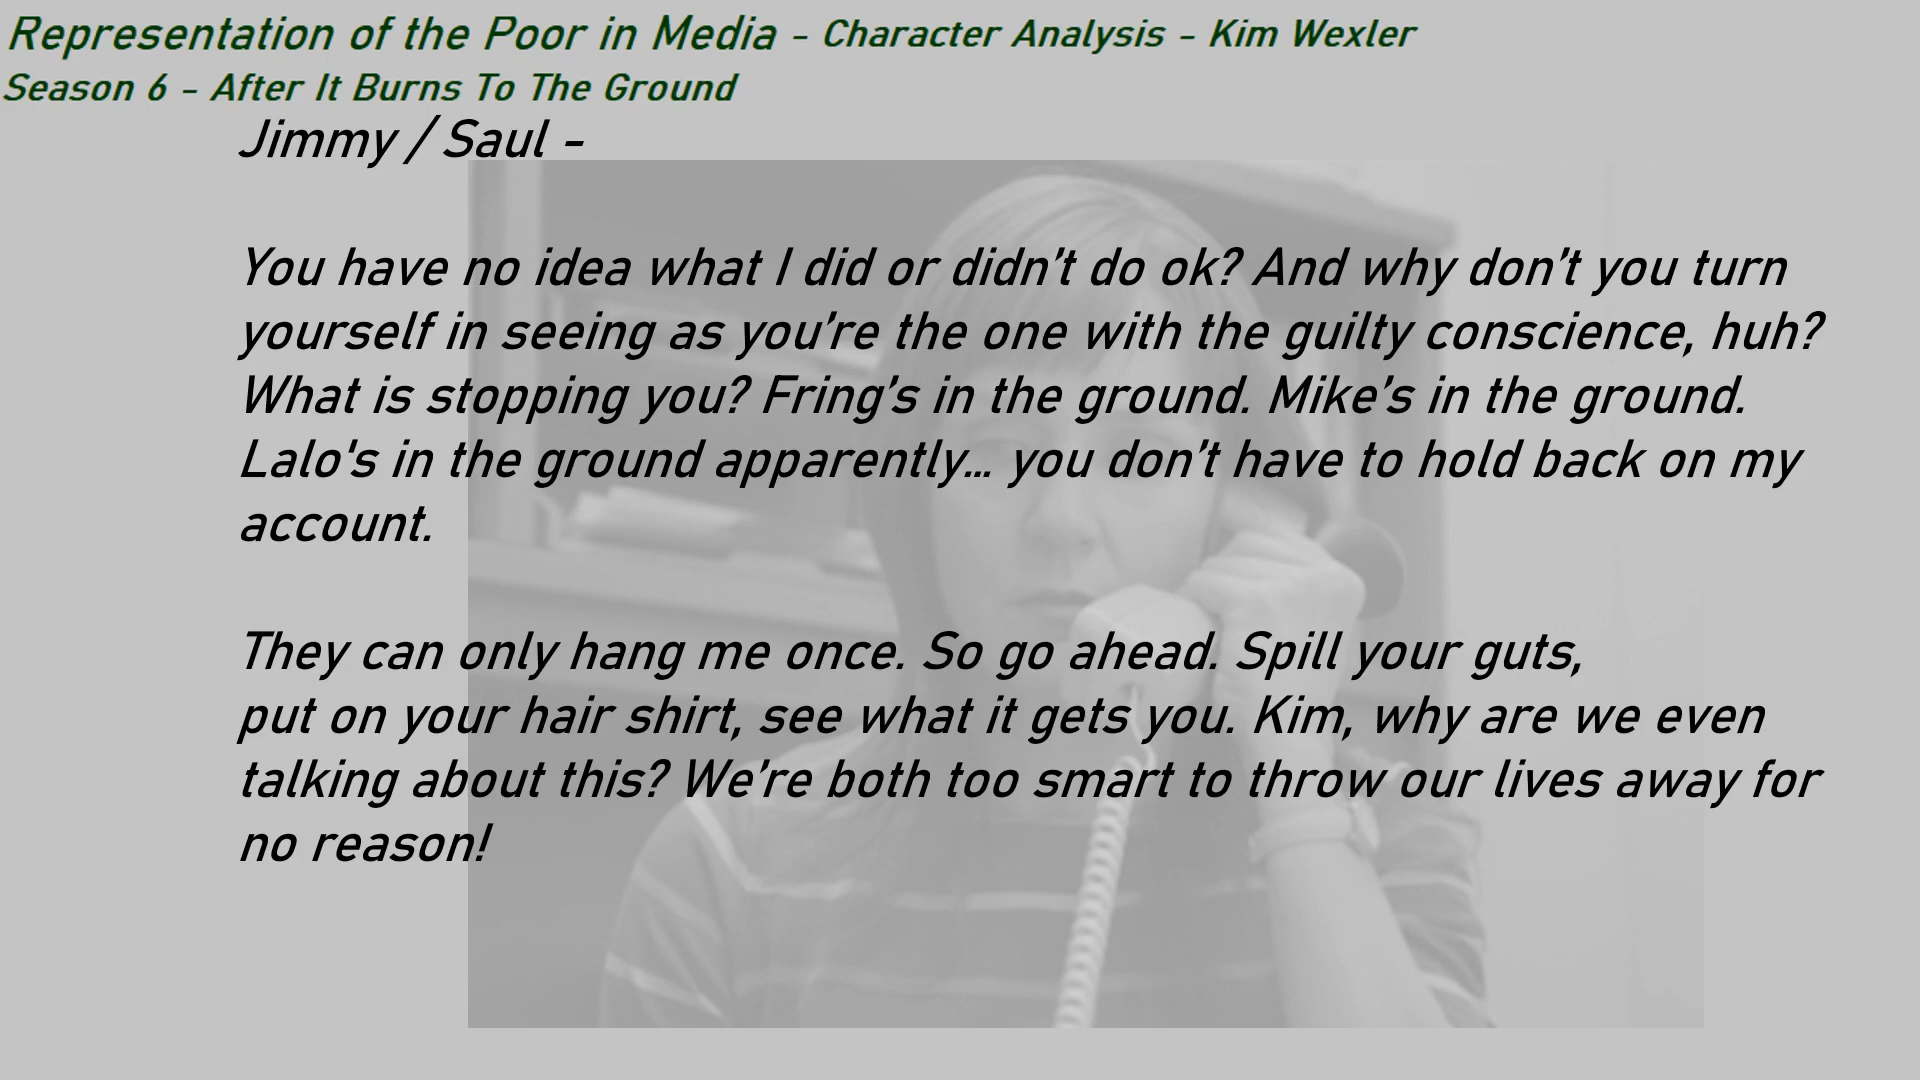 Representation of the Poor in Media - Character Analysis - Kim Wexler
Season 6 - After It Burns To The Ground
Jimmy / Saul -
You have no idea what I did or didn't do ok? And why don't you turn
yourself in seeing as you're the one with the guilty conscience, huh?
What is stopping you? Fring's in the ground. Mike's in the ground.
Lalo's in the ground apparently... you don't have to hold back on my
account.
They can only hang me once. So go ahead. Spill your guts,
put on your hair shirt, see what it gets you. Kim, why are we even
talking about this? We're both too smart to throw our lives away for
no reason!